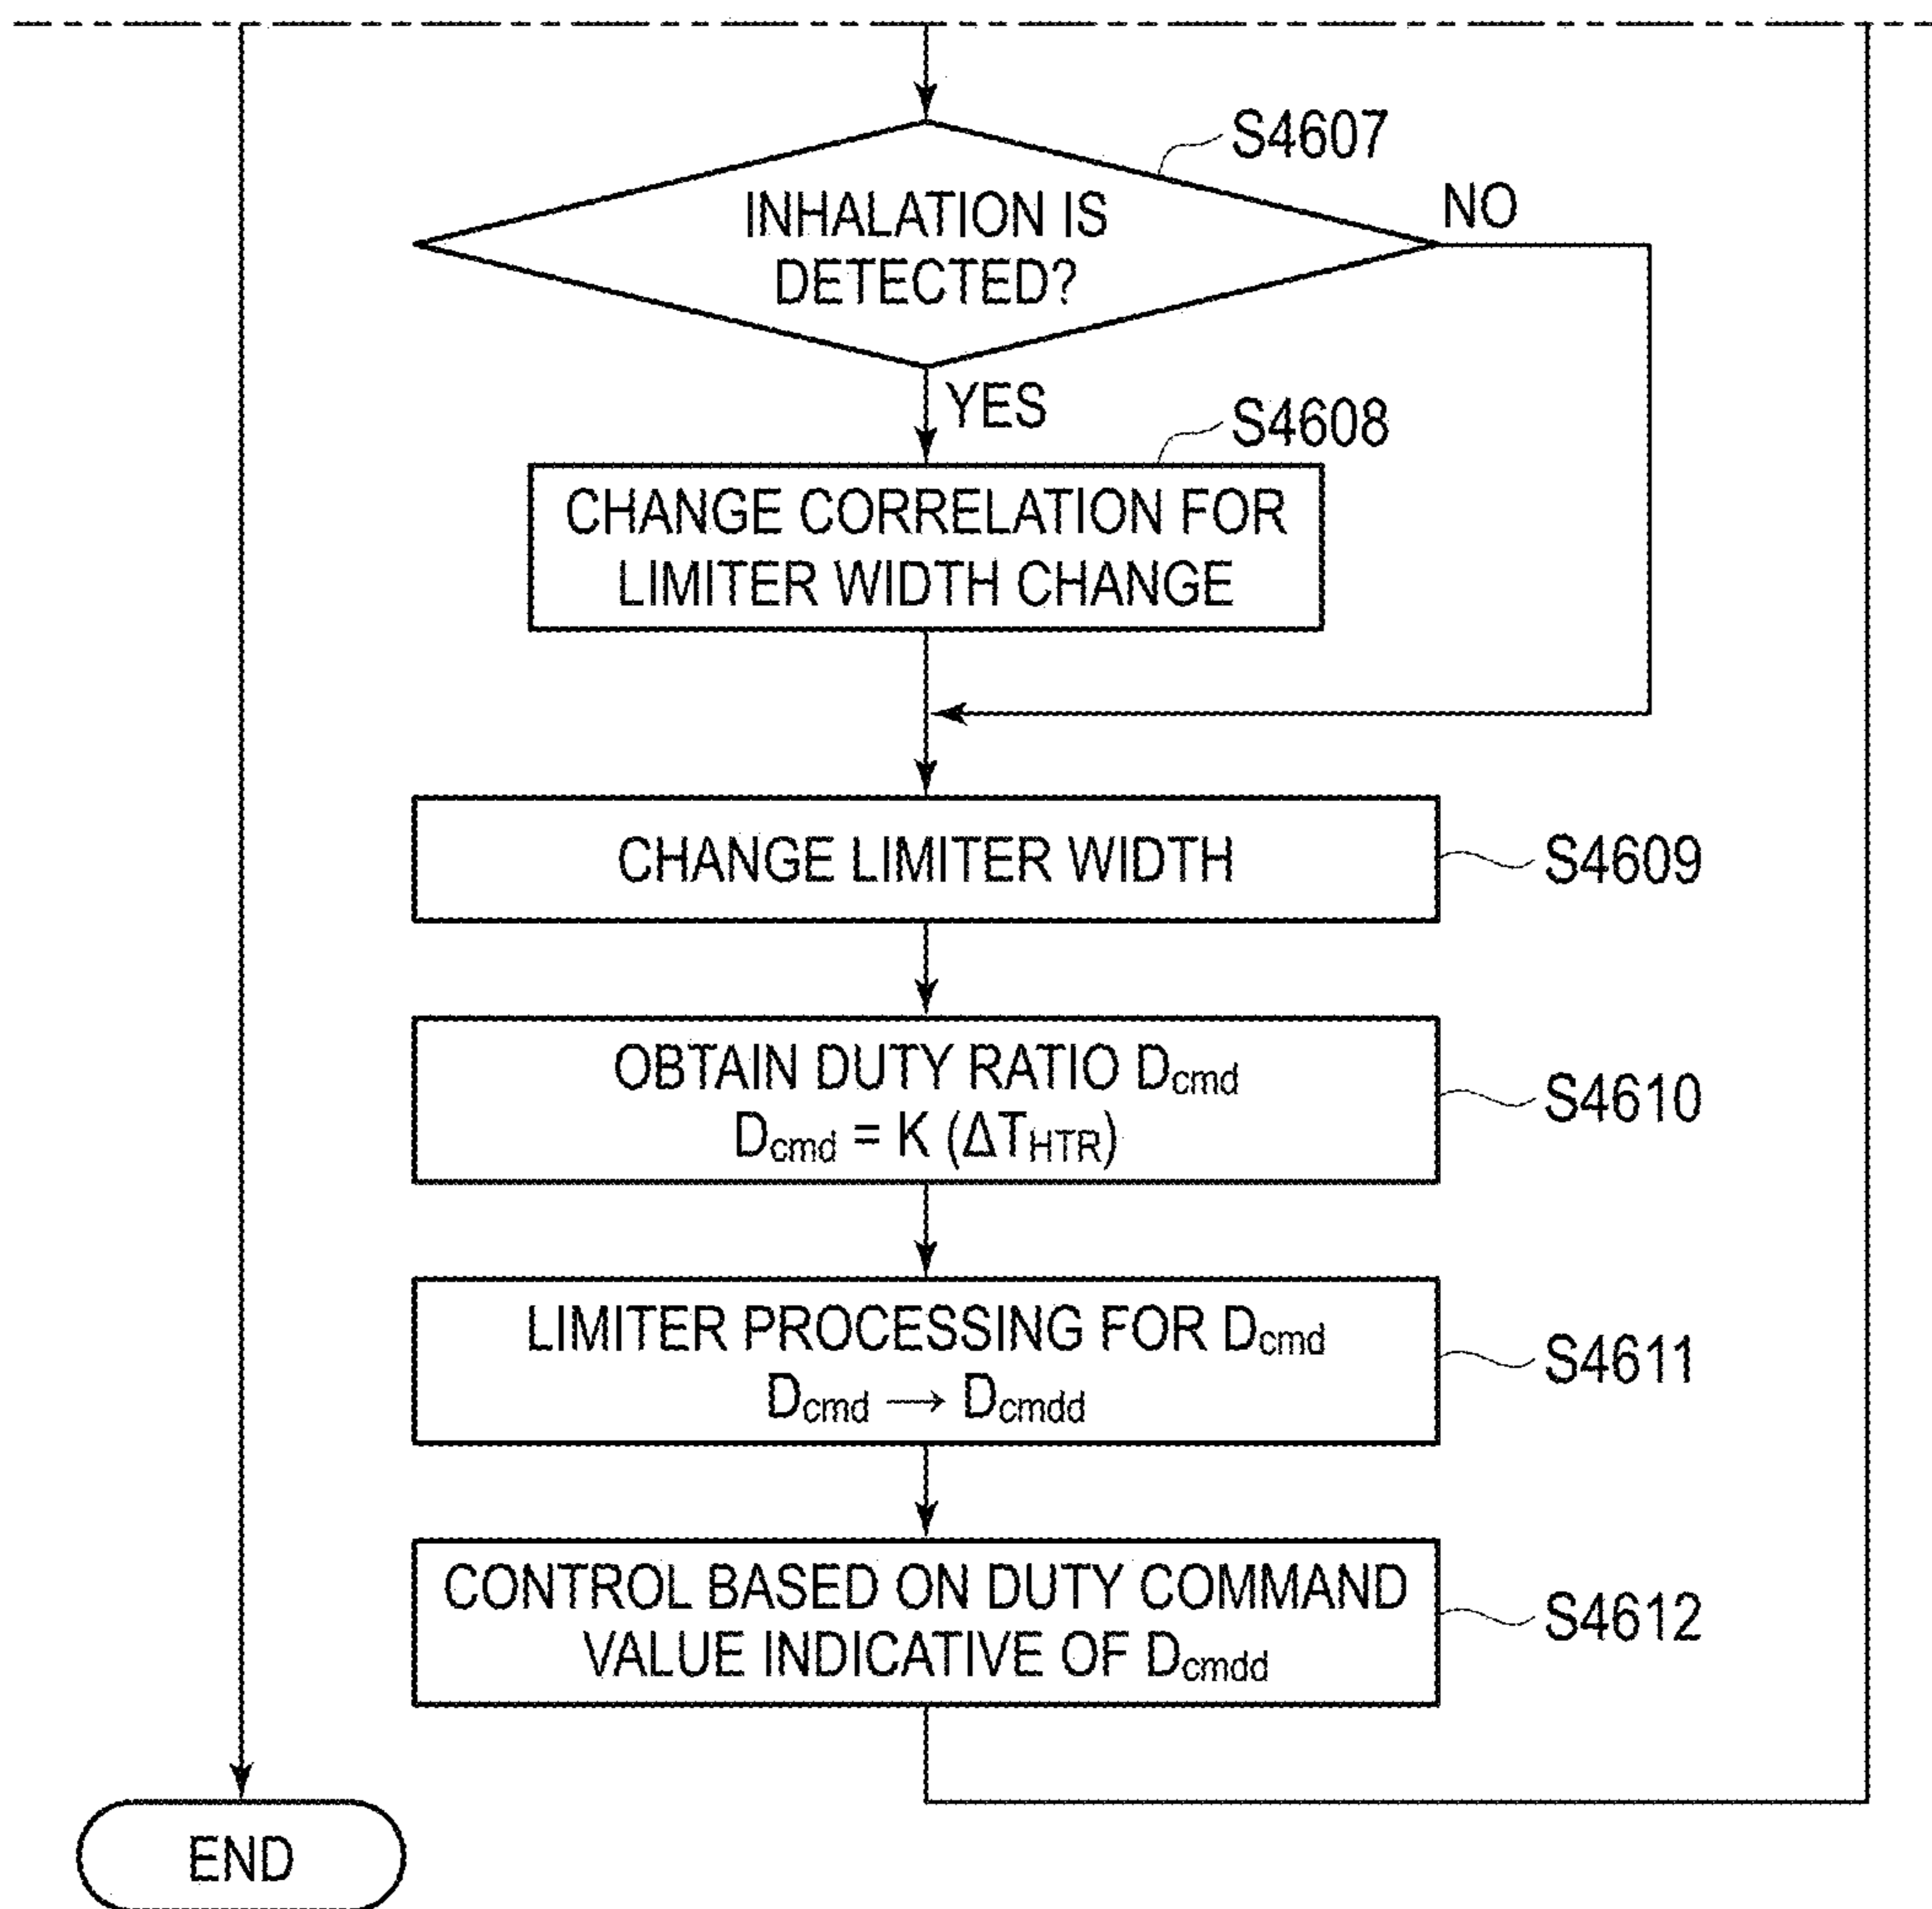 S4607
INHALATION IS
DETECTED?
NO
YES
S4608
CHANGE CORRELATION FOR
LIMITER WIDTH CHANGE
CHANGE LIMITER WIDTH
S4609
OBTAIN DUTY RATIO Dcmd
Dcmd = K (ΔTHTR)
S4610
LIMITER PROCESSING FOR Dcmd
Dcmd → Dcmdd
S4611
CONTROL BASED ON DUTY COMMAND
VALUE INDICATIVE OF Dcmdd
S4612
END